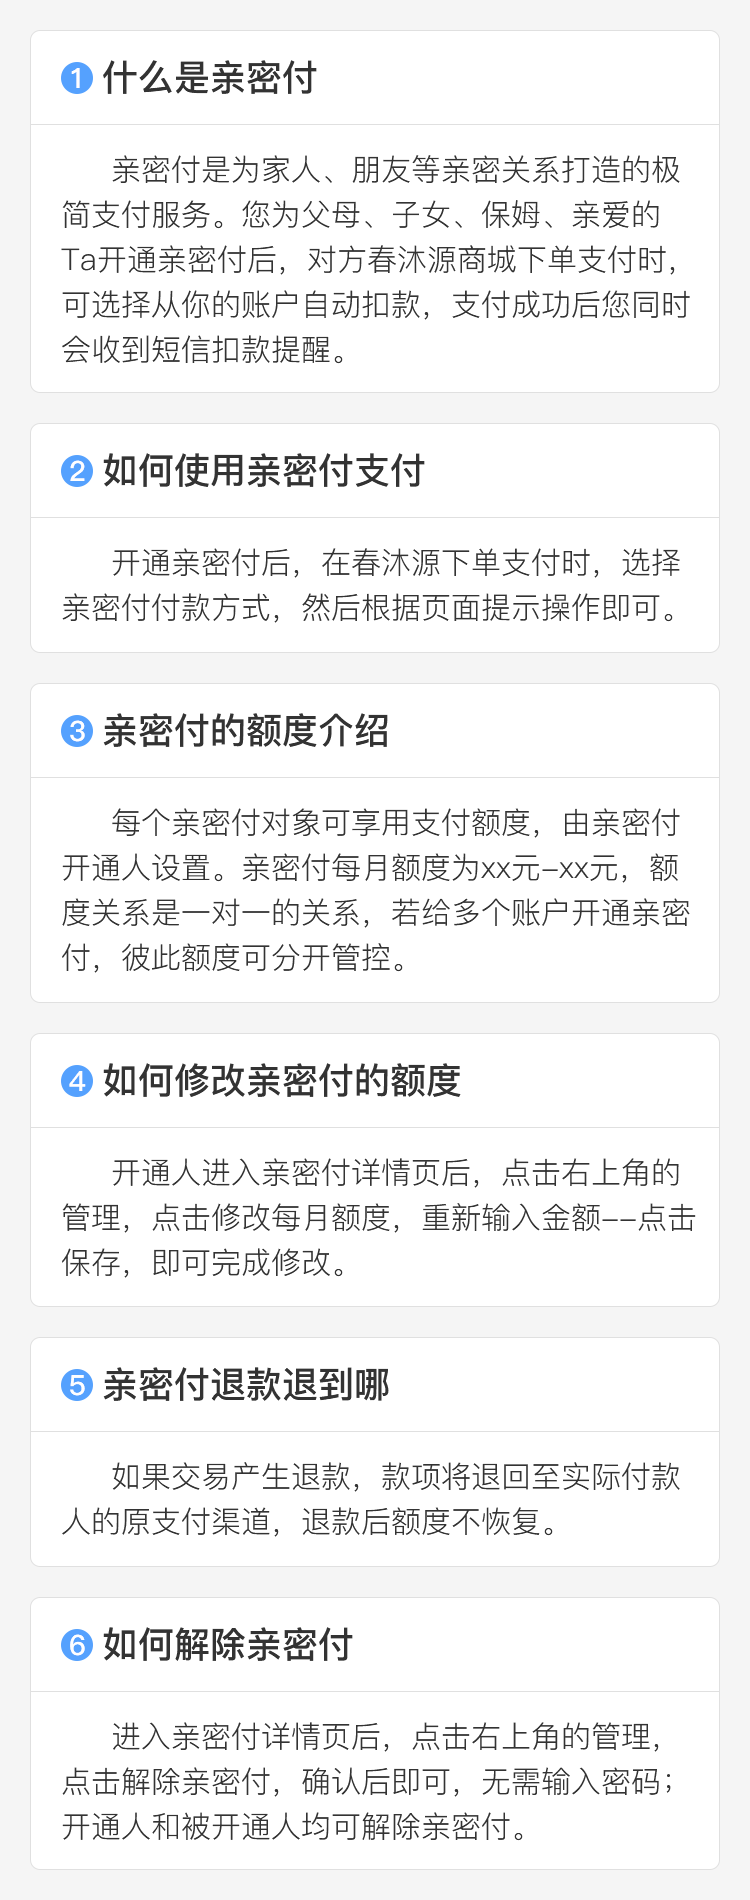 1 什么是亲密付
亲密付是为家人、朋友等亲密关系打造的极
简支付服务。您为父母、子女、保姆、亲爱的
Ta开通亲密付后，对方春沐源商城下单支付时，
可选择从你的账户自动扣款，支付成功后您同时
会收到短信扣款提醒。
2 如何使用亲密付支付
开通亲密付后，在春沐源下单支付时，选择
亲密付付款方式，然后根据页面提示操作即可。
3 亲密付的额度介绍
每个亲密付对象可享用支付额度，由亲密付
开通人设置。亲密付每月额度为xx元-xx元，额
度关系是一对一的关系，若给多个账户开通亲密
付，彼此额度可分开管控。
4 如何修改亲密付的额度
开通人进入亲密付详情页后，点击右上角的
管理，点击修改每月额度，重新输入金额--点击
保存，即可完成修改。
5 亲密付退款退到哪
如果交易产生退款，款项将退回至实际付款
人的原支付渠道，退款后额度不恢复。
6 如何解除亲密付
进入亲密付详情页后，点击右上角的管理，
点击解除亲密付，确认后即可，无需输入密码；
开通人和被开通人均可解除亲密付。